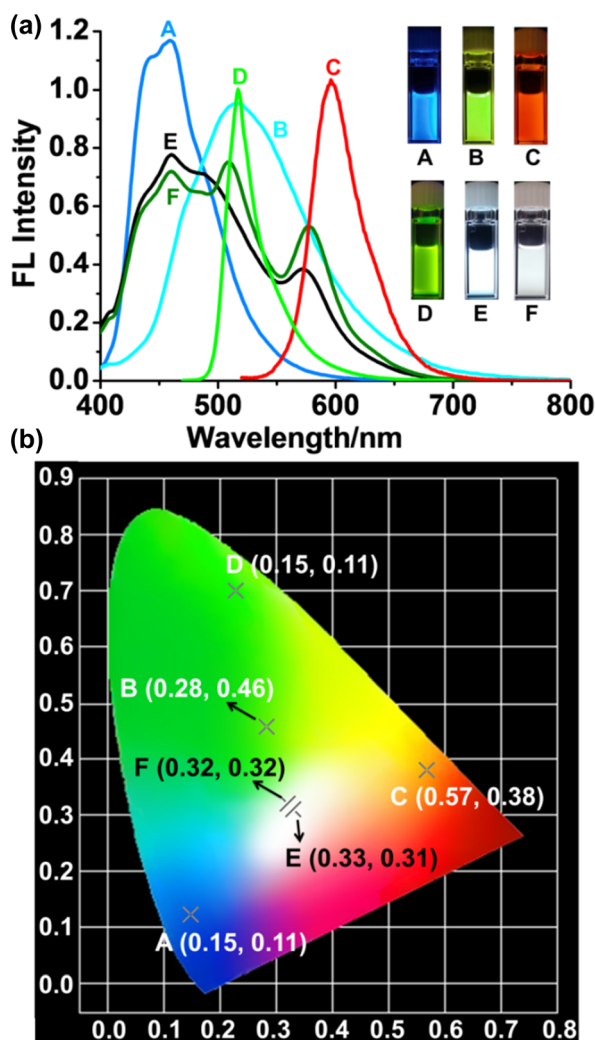 (a)
1.2
1.0
0.8
0.6
0.4
0.2
0.0
FL Intensity
A
D
B
C
E
F
A B C
D E F
400 500 600 700 800
Wavelength/nm
(b)
0.9
0.8
0.7
0.6
0.5
0.4
0.3
0.2
0.1
0.0
D (0.15, 0.11)
B (0.28, 0.46)
F (0.32, 0.32)
C (0.57, 0.38)
E (0.33, 0.31)
A (0.15, 0.11)
0.0 0.1 0.2 0.3 0.4 0.5 0.6 0.7 0.8